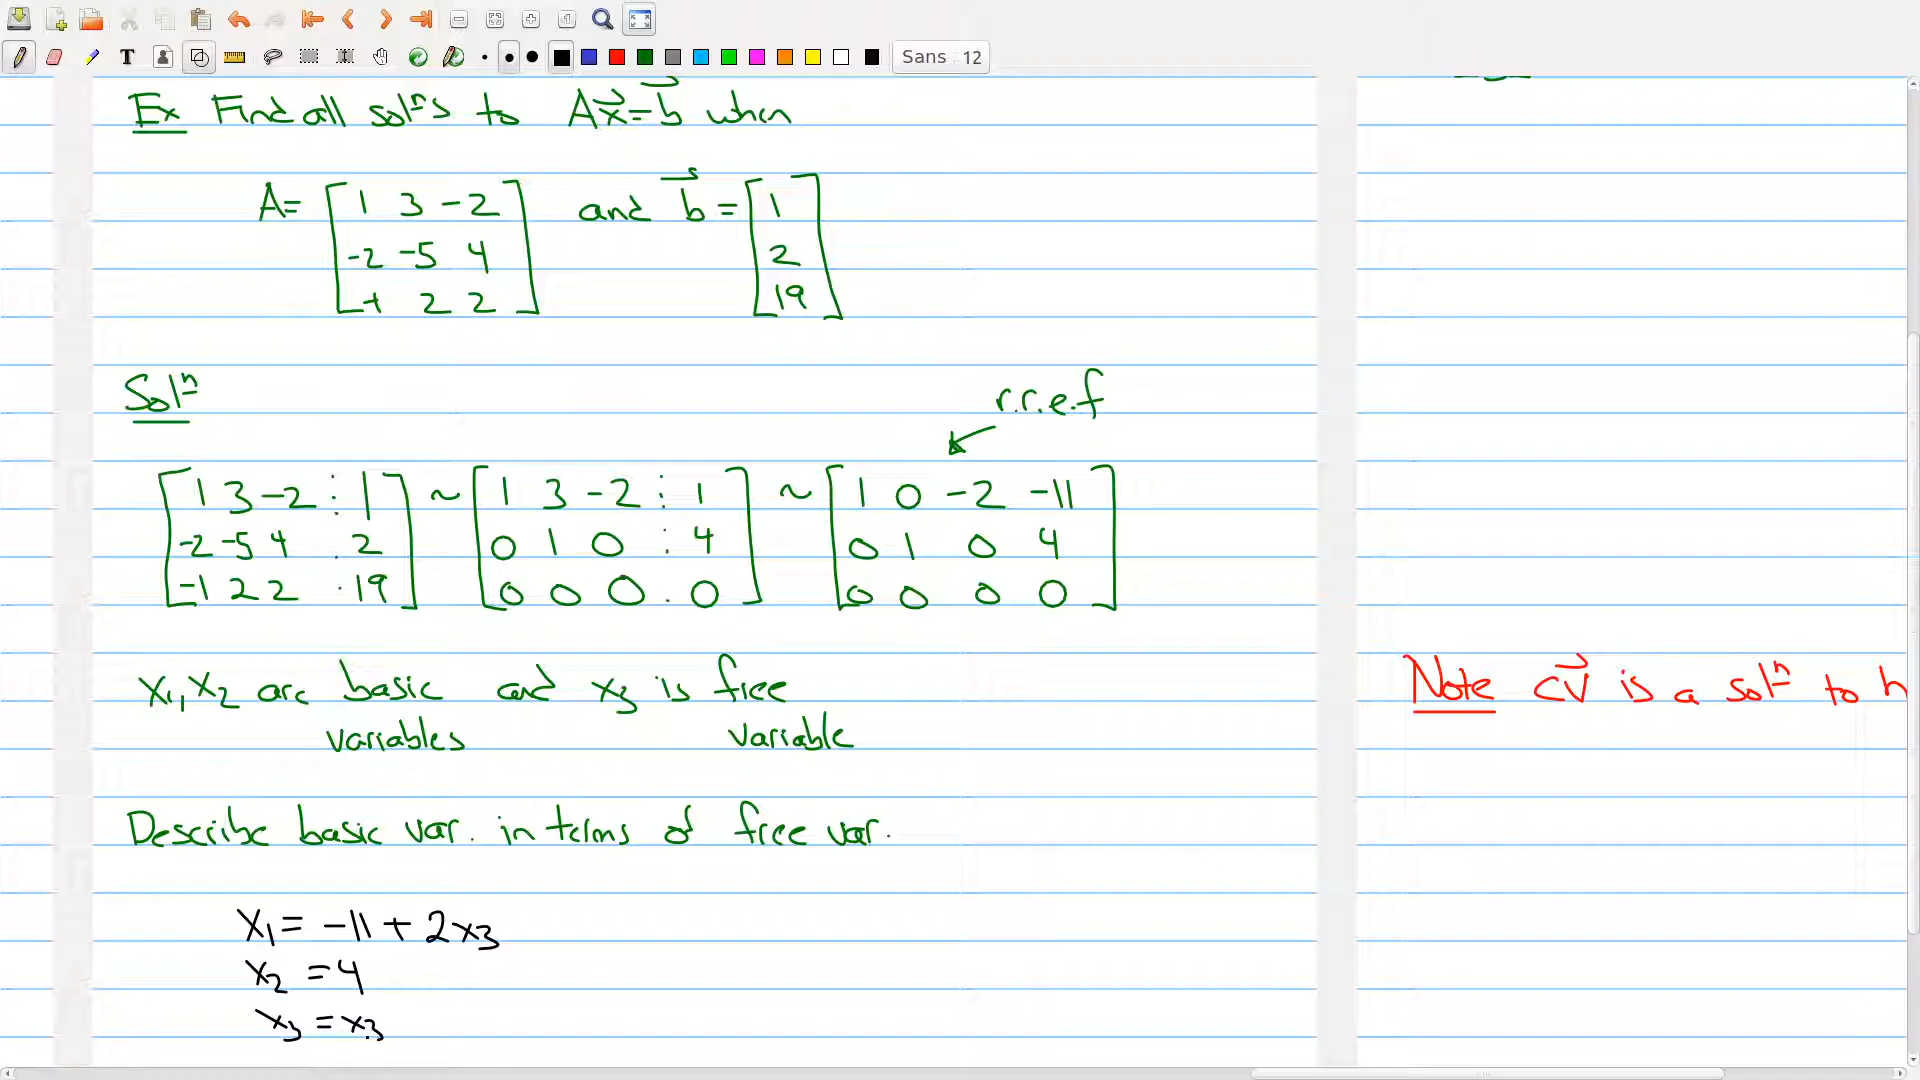 Sans 12
Ex Find all solⁿs to Ax⃗=b⃗ when
A= [1 3 -2] and b⃗ = [1]
[-2 -5 4] [2]
[-1 2 2] [19]
Solⁿ
r.r.e.f
[1 3 -2 : 1] ~ [1 3 -2 : 1] ~ [1 0 -2 -11]
[-2 -5 4 : 2] [0 1 0 : 4] [0 1 0 4]
[-1 2 2 . 19] [0 0 0 . 0] [0 0 0 0]
x₁, x₂ are basic and x₃ is free
variables variable
Note cv⃗ is a solⁿ to h
Describe basic var. in terms of free var.
x₁ = -11 + 2x₃
x₂ = 4
x₃ = x₃